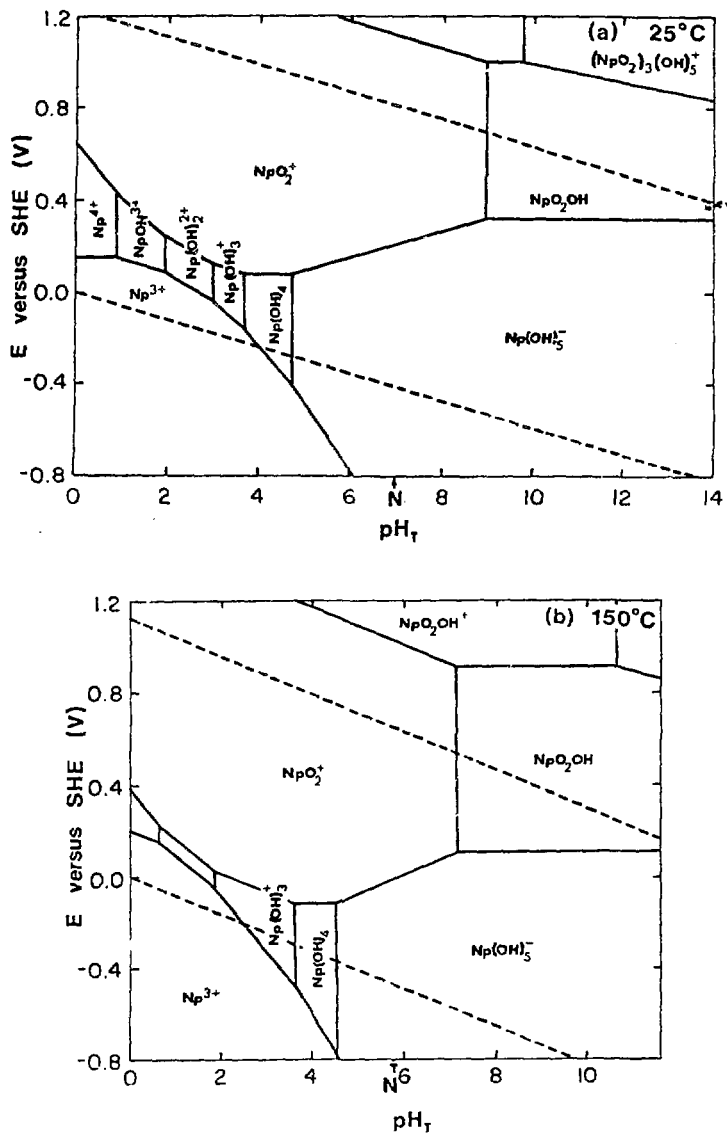 (a) 25°C
(NpO₂)₃(OH)₅⁺
1.2
0.8
0.4
0.0
-0.4
-0.8
E versus SHE (V)
NpO₂⁺
NpO₂OH
Np⁴⁺
NpOH³⁺
Np(OH)₂²⁺
Np(OH)₃⁺
Np(OH)₄
Np³⁺
Np(OH)₅⁻
0 2 4 6 N 10 12 14
pH_T
(b) 150°C
NpO₂OH⁺
1.2
0.8
0.4
0.0
-0.4
-0.8
E versus SHE (V)
NpO₂⁺
NpO₂OH
Np(OH)₃⁺
Np(OH)₄
Np(OH)₅⁻
Np³⁺
0 2 4 N 6 8 10
pH_T